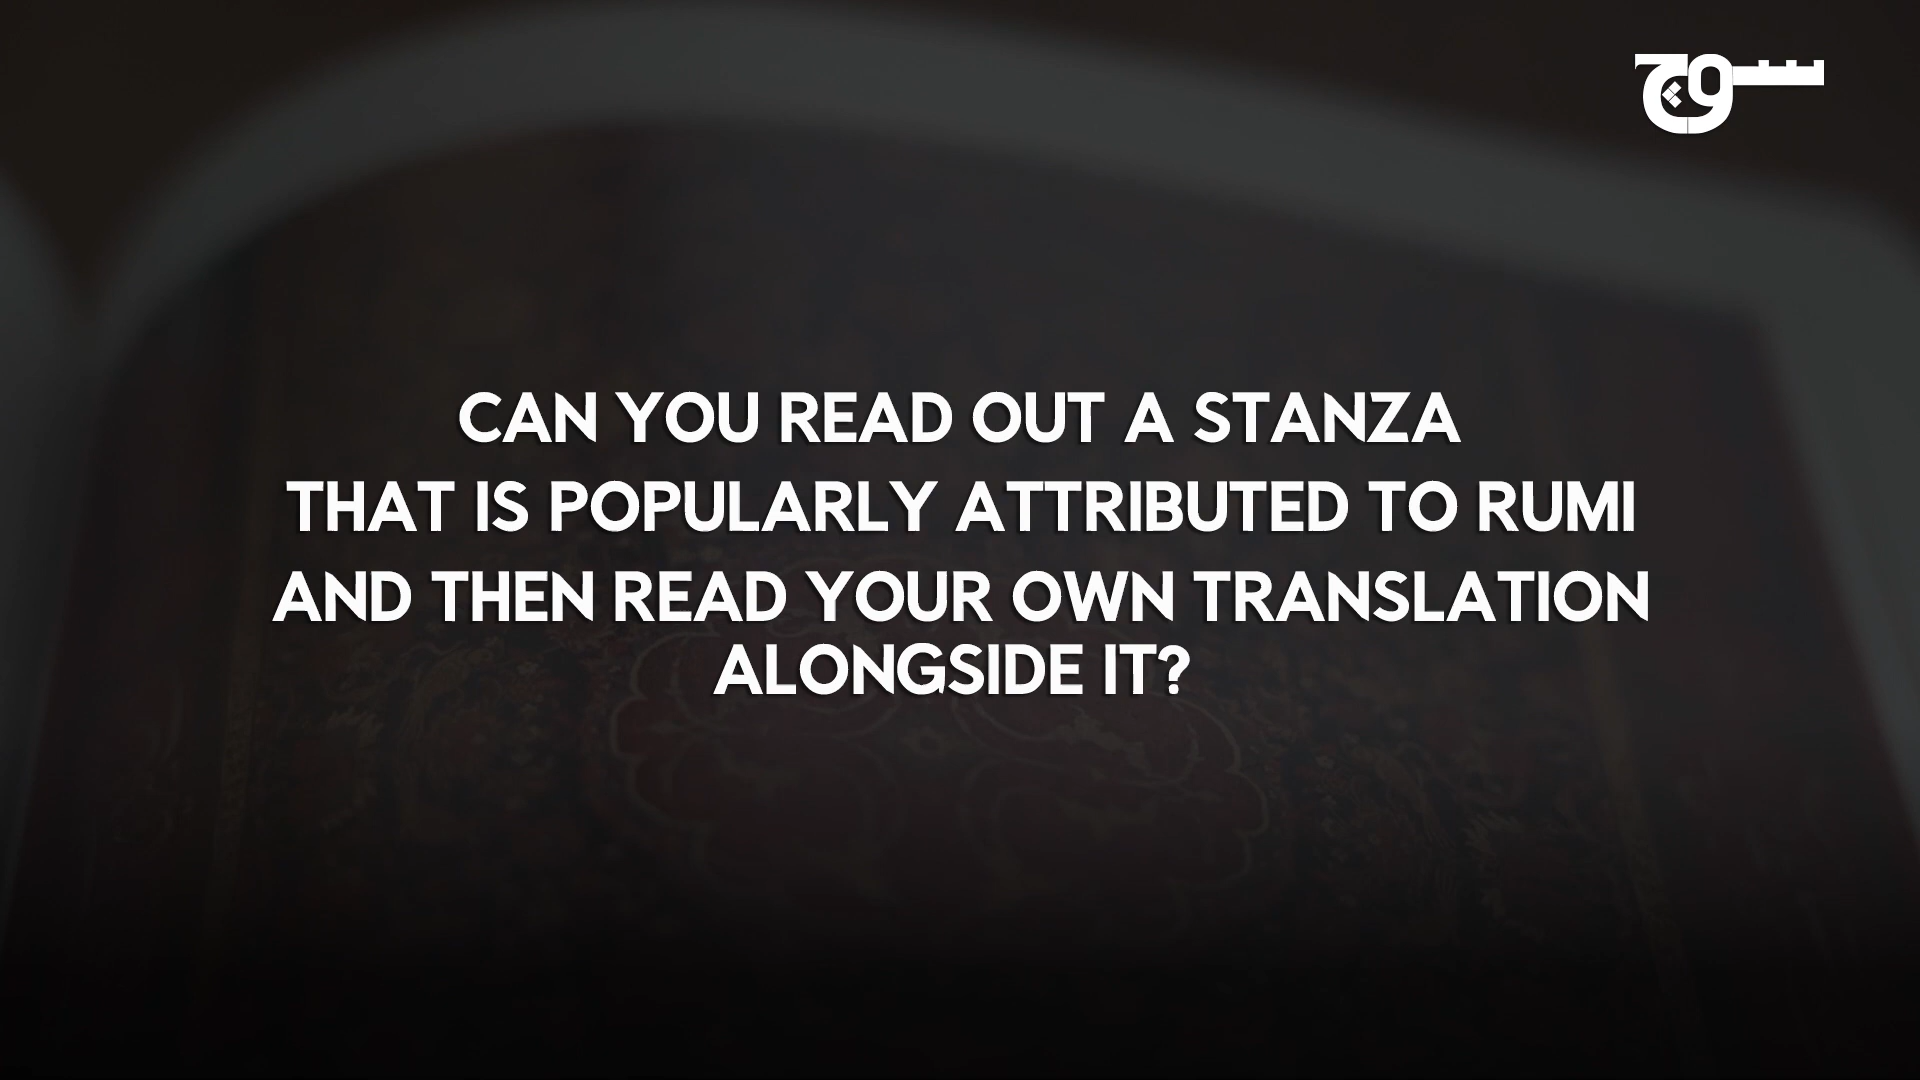 سوچ
CAN YOU READ OUT A STANZA
THAT IS POPULARLY ATTRIBUTED TO RUMI
AND THEN READ YOUR OWN TRANSLATION
ALONGSIDE IT?